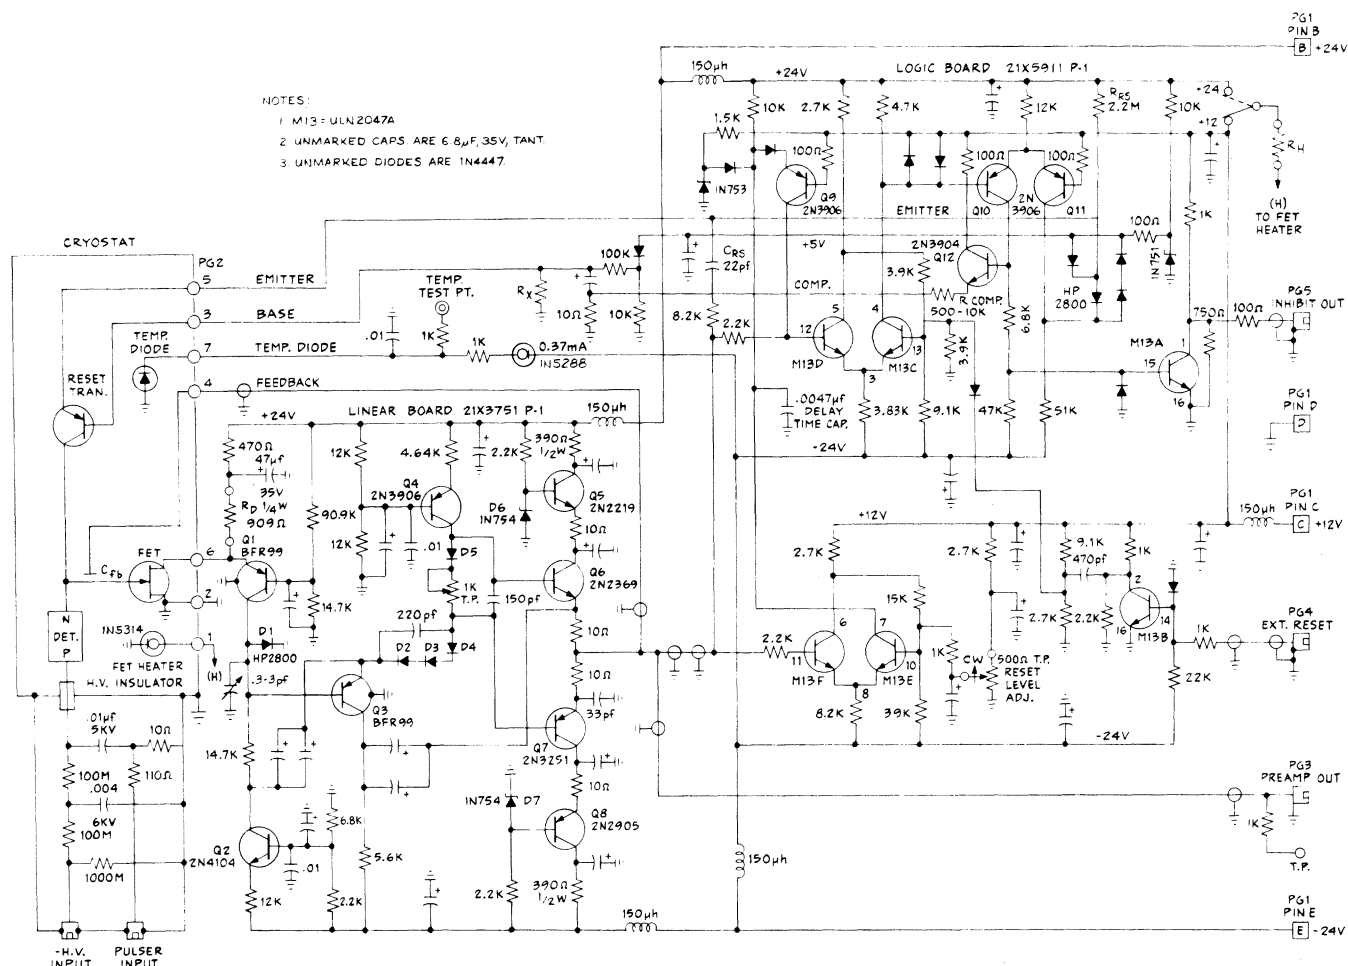 PG1
PIN B
B +24V
150μh
+24V
LOGIC BOARD 21X5911 P-1
NOTES:
1 M13 = ULN2047A
2 UNMARKED CAPS. ARE 6.8μF, 35V, TANT.
3. UNMARKED DIODES ARE 1N4447.
10K
2.7K
4.7K
12K
RRS
2.2M
10K
+24
+12
RH
1.5K
100Ω
100Ω
100Ω
1N753
Q9
2N3906
EMITTER
Q10
2N
3906
Q11
1K
(H)
TO FET
HEATER
CRYOSTAT
PG2
5
EMITTER
100K
CRS
22pf
+5V
2N3904
Q12
100Ω
1N751
3.9K
HP
2800
PG5
INHIBIT OUT
TEMP.
TEST PT.
RX
COMP.
R COMP.
500-10K
750Ω
100Ω
3
BASE
10Ω
10K
8.2K
2.2K
5
4
6.8K
.01
1K
1K
12
M13D
M13C
13
3.9K
M13A
1
15
16
TEMP.
DIODE
7
TEMP. DIODE
0.37mA
1N5288
3
RESET
TRAN.
4
FEEDBACK
.0047μf
DELAY
TIME CAP.
3.83K
9.1K
47K
51K
PG1
PIN D
D
+24V
LINEAR BOARD 21X3751 P-1
150μh
470Ω
47μf
35V
12K
4.64K
2.2K
390Ω
1/2W
-24V
RD 1/4W
909Ω
90.9K
Q4
2N3906
D6
1N754
Q5
2N2219
PG1
PIN C
C +12V
150μh
+12V
12K
.01
D5
10Ω
FET
6
Q1
BFR99
Cfb
1K
T.P.
Q6
2N2369
2.7K
2.7K
9.1K
470pf
1K
2
14.7K
150pf
15K
2.7K
2.2K
14
16
M13B
2
220pf
10Ω
6
7
PG4
EXT. RESET
1K
N
DET.
P
1N5314
1
D1
HP2800
D2
D3
D4
2.2K
11
M13F
M13E
10
1K
CW
500Ω T.P.
RESET
LEVEL
ADJ.
FET HEATER
H.V. INSULATOR
(H)
.3-3pf
10Ω
8
22K
Q3
BFR99
33pf
8.2K
39K
.01μf
5KV
10Ω
14.7K
Q7
2N3251
-24V
100M
110Ω
10Ω
PG3
PREAMP OUT
.004
6KV
1N754
D7
100M
6.8K
Q8
2N2905
1K
Q2
2N4104
.01
5.6K
150μh
T.P.
1000M
12K
2.2K
2.2K
390Ω
1/2W
150μh
PG1
PIN E
E -24V
-H.V.
INPUT
PULSER
INPUT